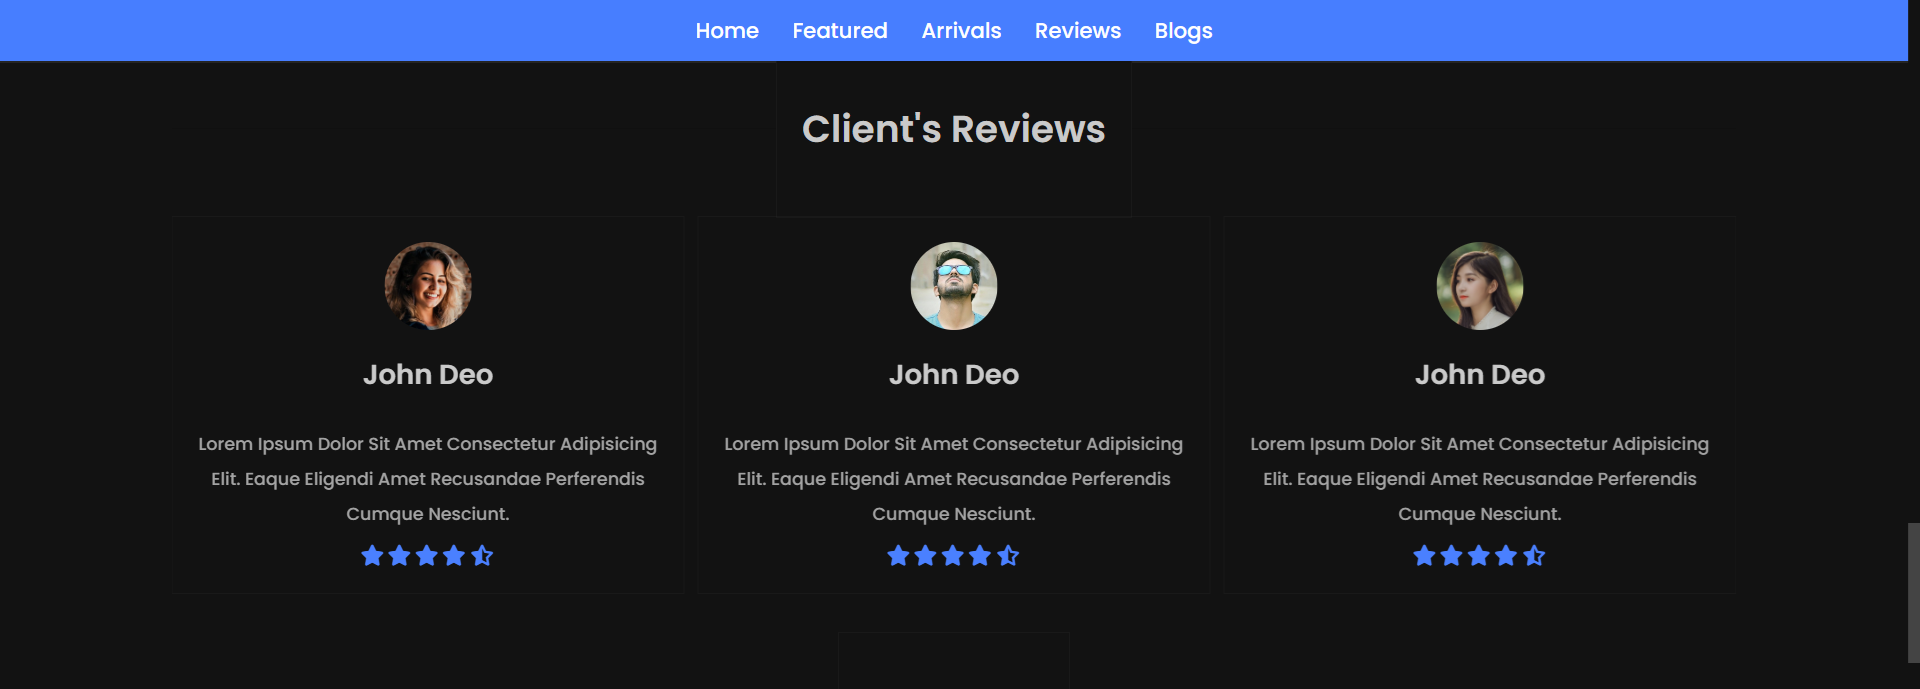 Home Featured Arrivals Reviews Blogs
Client's Reviews
John Deo
Lorem Ipsum Dolor Sit Amet Consectetur Adipisicing
Elit. Eaque Eligendi Amet Recusandae Perferendis
Cumque Nesciunt.
John Deo
Lorem Ipsum Dolor Sit Amet Consectetur Adipisicing
Elit. Eaque Eligendi Amet Recusandae Perferendis
Cumque Nesciunt.
John Deo
Lorem Ipsum Dolor Sit Amet Consectetur Adipisicing
Elit. Eaque Eligendi Amet Recusandae Perferendis
Cumque Nesciunt.